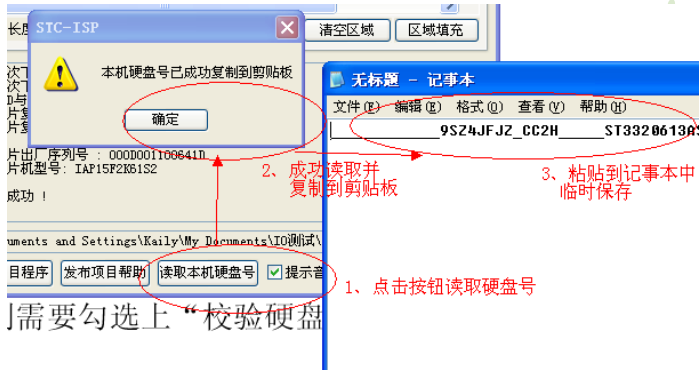 长度
STC-ISP
清空区域
区域填充
本机硬盘号已成功复制到剪贴板
确定
次下
次下
D与
片复
片复
片出厂序列号 : 000D001100641D
片机型号: IAP15F2K61S2
成功 !
uments and Settings\Kaily\My Documents\IO测试\
目程序
发布项目帮助
读取本机硬盘号
提示音
无标题 - 记事本
文件(F) 编辑(E) 格式(O) 查看(V) 帮助(H)
__________9SZ4JFJZ_CC2H____ST3320613AS
2、成功读取并
复制到剪贴板
3、粘贴到记事本中
临时保存
1、点击按钮读取硬盘号
需要勾选上“校验硬盘